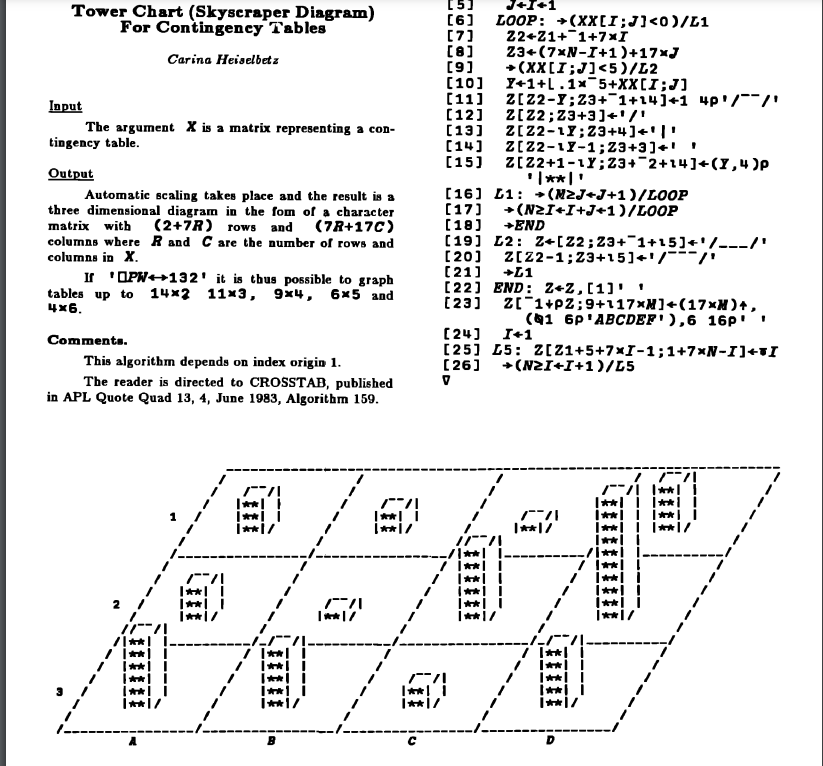 Tower Chart (Skyscraper Diagram)
For Contingency Tables
Carina Heiselbetz
Input
The argument X is a matrix representing a con-
tingency table.
Output
Automatic scaling takes place and the result is a
three dimensional diagram in the fom of a character
matrix with (2+7R) rows and (7R+17C)
columns where R and C are the number of rows and
columns in X.
If '⎕PW↔132' it is thus possible to graph
tables up to 14×2 11×3, 9×4, 6×5 and
4×6.
Comments.
This algorithm depends on index origin 1.
The reader is directed to CROSSTAB, published
in APL Quote Quad 13, 4, June 1983, Algorithm 159.
[5] J←I←1
[6] LOOP: →(XX[I;J]<0)/L1
[7] Z2←Z1+¯1+7×I
[8] Z3←(7×N-I+1)+17×J
[9] →(XX[I;J]<5)/L2
[10] Y←1+⌊.1×¯5+XX[I;J]
[11] Z[Z2-Y;Z3+¯1+⍳4]←1 4⍴'/¯¯/'
[12] Z[Z2;Z3+3]←'/'
[13] Z[Z2-⍳Y;Z3+4]←'|'
[14] Z[Z2-⍳Y-1;Z3+3]←' '
[15] Z[Z2+1-⍳Y;Z3+¯2+⍳4]←(Y,4)⍴
'|**|'
[16] L1: →(M≥J←J+1)/LOOP
[17] →(N≥I←I+J←1)/LOOP
[18] →END
[19] L2: Z←[Z2;Z3+¯1+⍳5]←'/___/'
[20] Z[Z2-1;Z3+⍳5]←'/¯¯¯/'
[21] →L1
[22] END: Z←Z,[1]' '
[23] Z[¯1↑⍴Z;9+⍳17×M]←(17×M)↑,
(⍉1 6⍴'ABCDEF'),6 16⍴' '
[24] I←1
[25] L5: Z[Z1+5+7×I-1;1+7×N-I]←⍕I
[26] →(N≥I←I+1)/L5
∇
1
2
3
A B C D